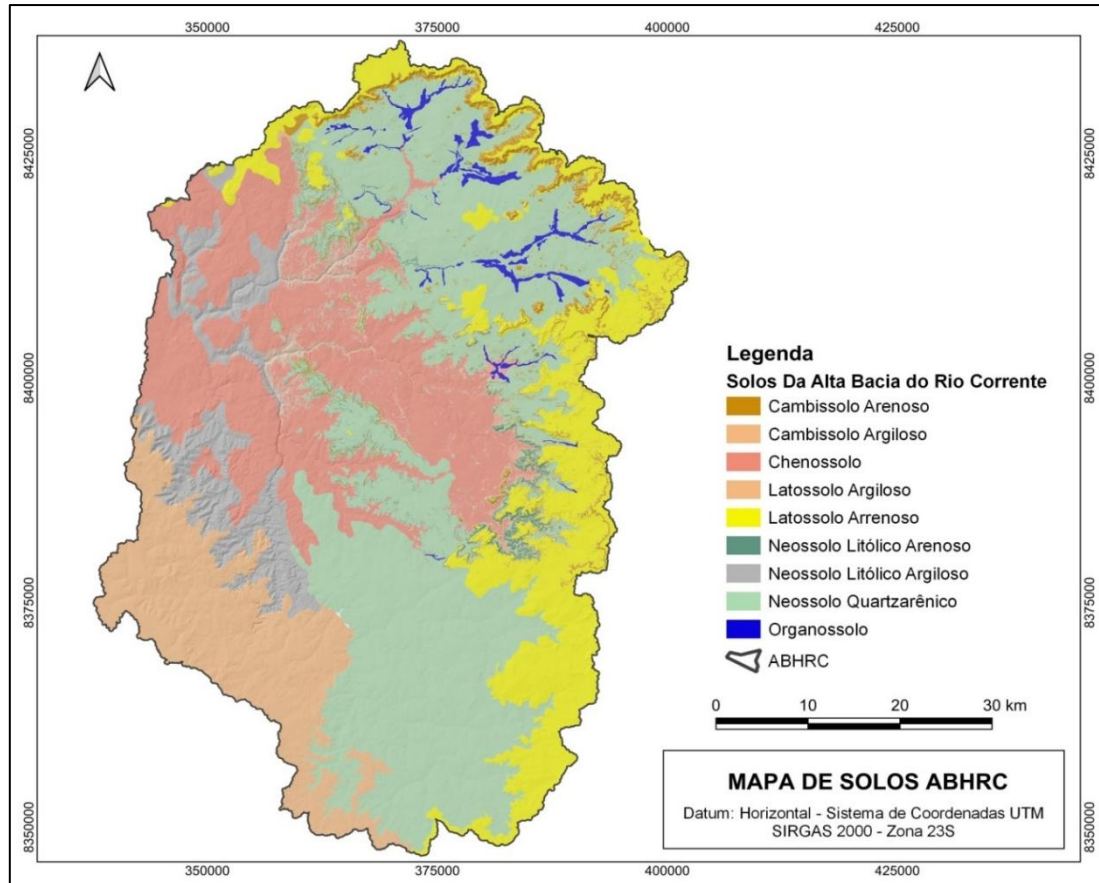 350000 375000 400000 425000
8425000 8425000
8400000 8400000
8375000 8375000
8350000 8350000
Legenda
Solos Da Alta Bacia do Rio Corrente
Cambissolo Arenoso
Cambissolo Argiloso
Chenossolo
Latossolo Argiloso
Latossolo Arrenoso
Neossolo Litólico Arenoso
Neossolo Litólico Argiloso
Neossolo Quartzarênico
Organossolo
ABHRC
0 10 20 30 km
MAPA DE SOLOS ABHRC
Datum: Horizontal - Sistema de Coordenadas UTM
SIRGAS 2000 - Zona 23S
350000 375000 400000 425000